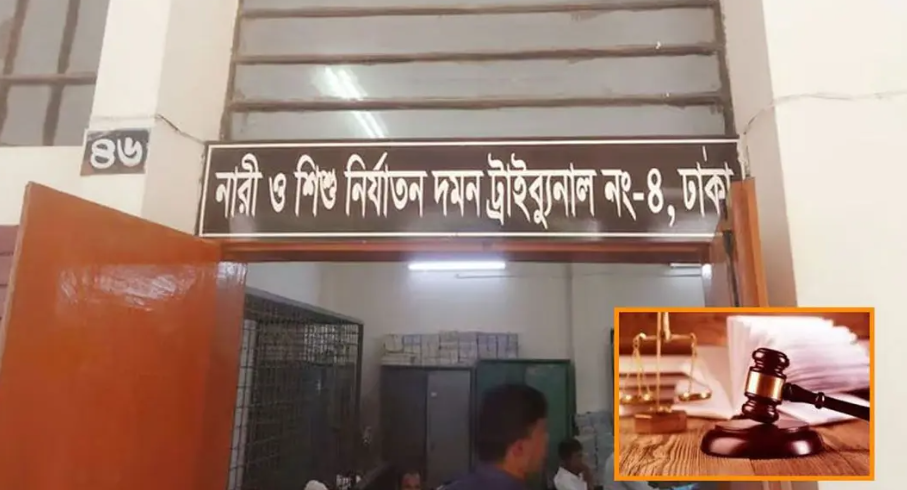 ৪৬
নারী ও শিশু নির্যাতন দমন ট্রাইব্যুনাল নং-৪, ঢাকা